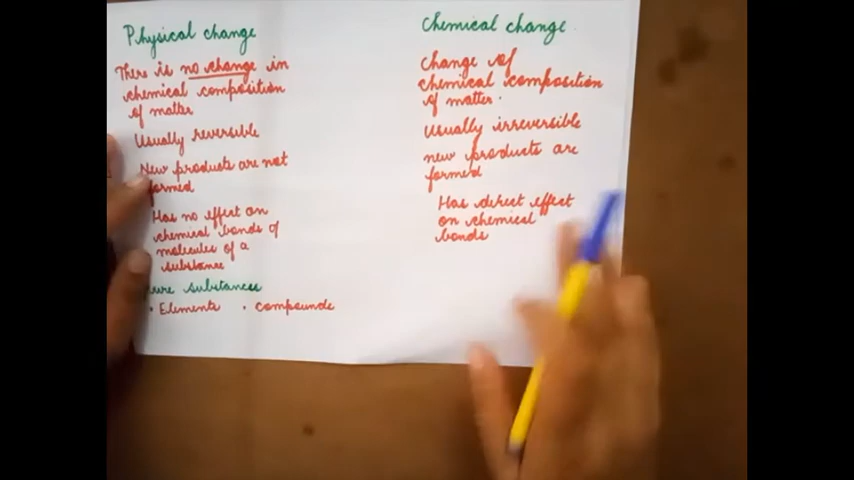 Physical change
There is no change in
chemical composition
of matter
Usually reversible
New products are not
formed
Has no effect on
chemical bonds of
molecules of a
substance
substances
• Elements • compounds
Chemical change
Change of
chemical composition
of matter.
Usually irreversible
new products are
formed
Has direct effect
on chemical
bonds